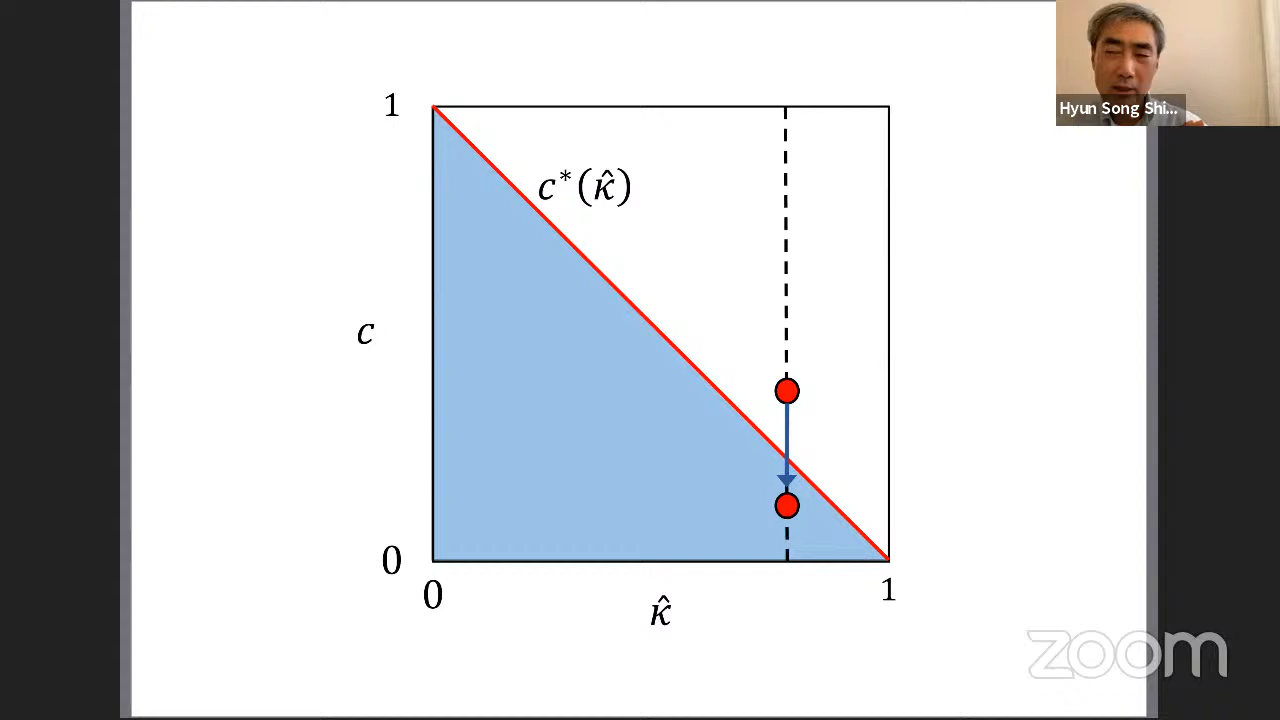 Hyun Song Shi...
1
c*(κ̂)
c
0
0
κ̂
1
zoom